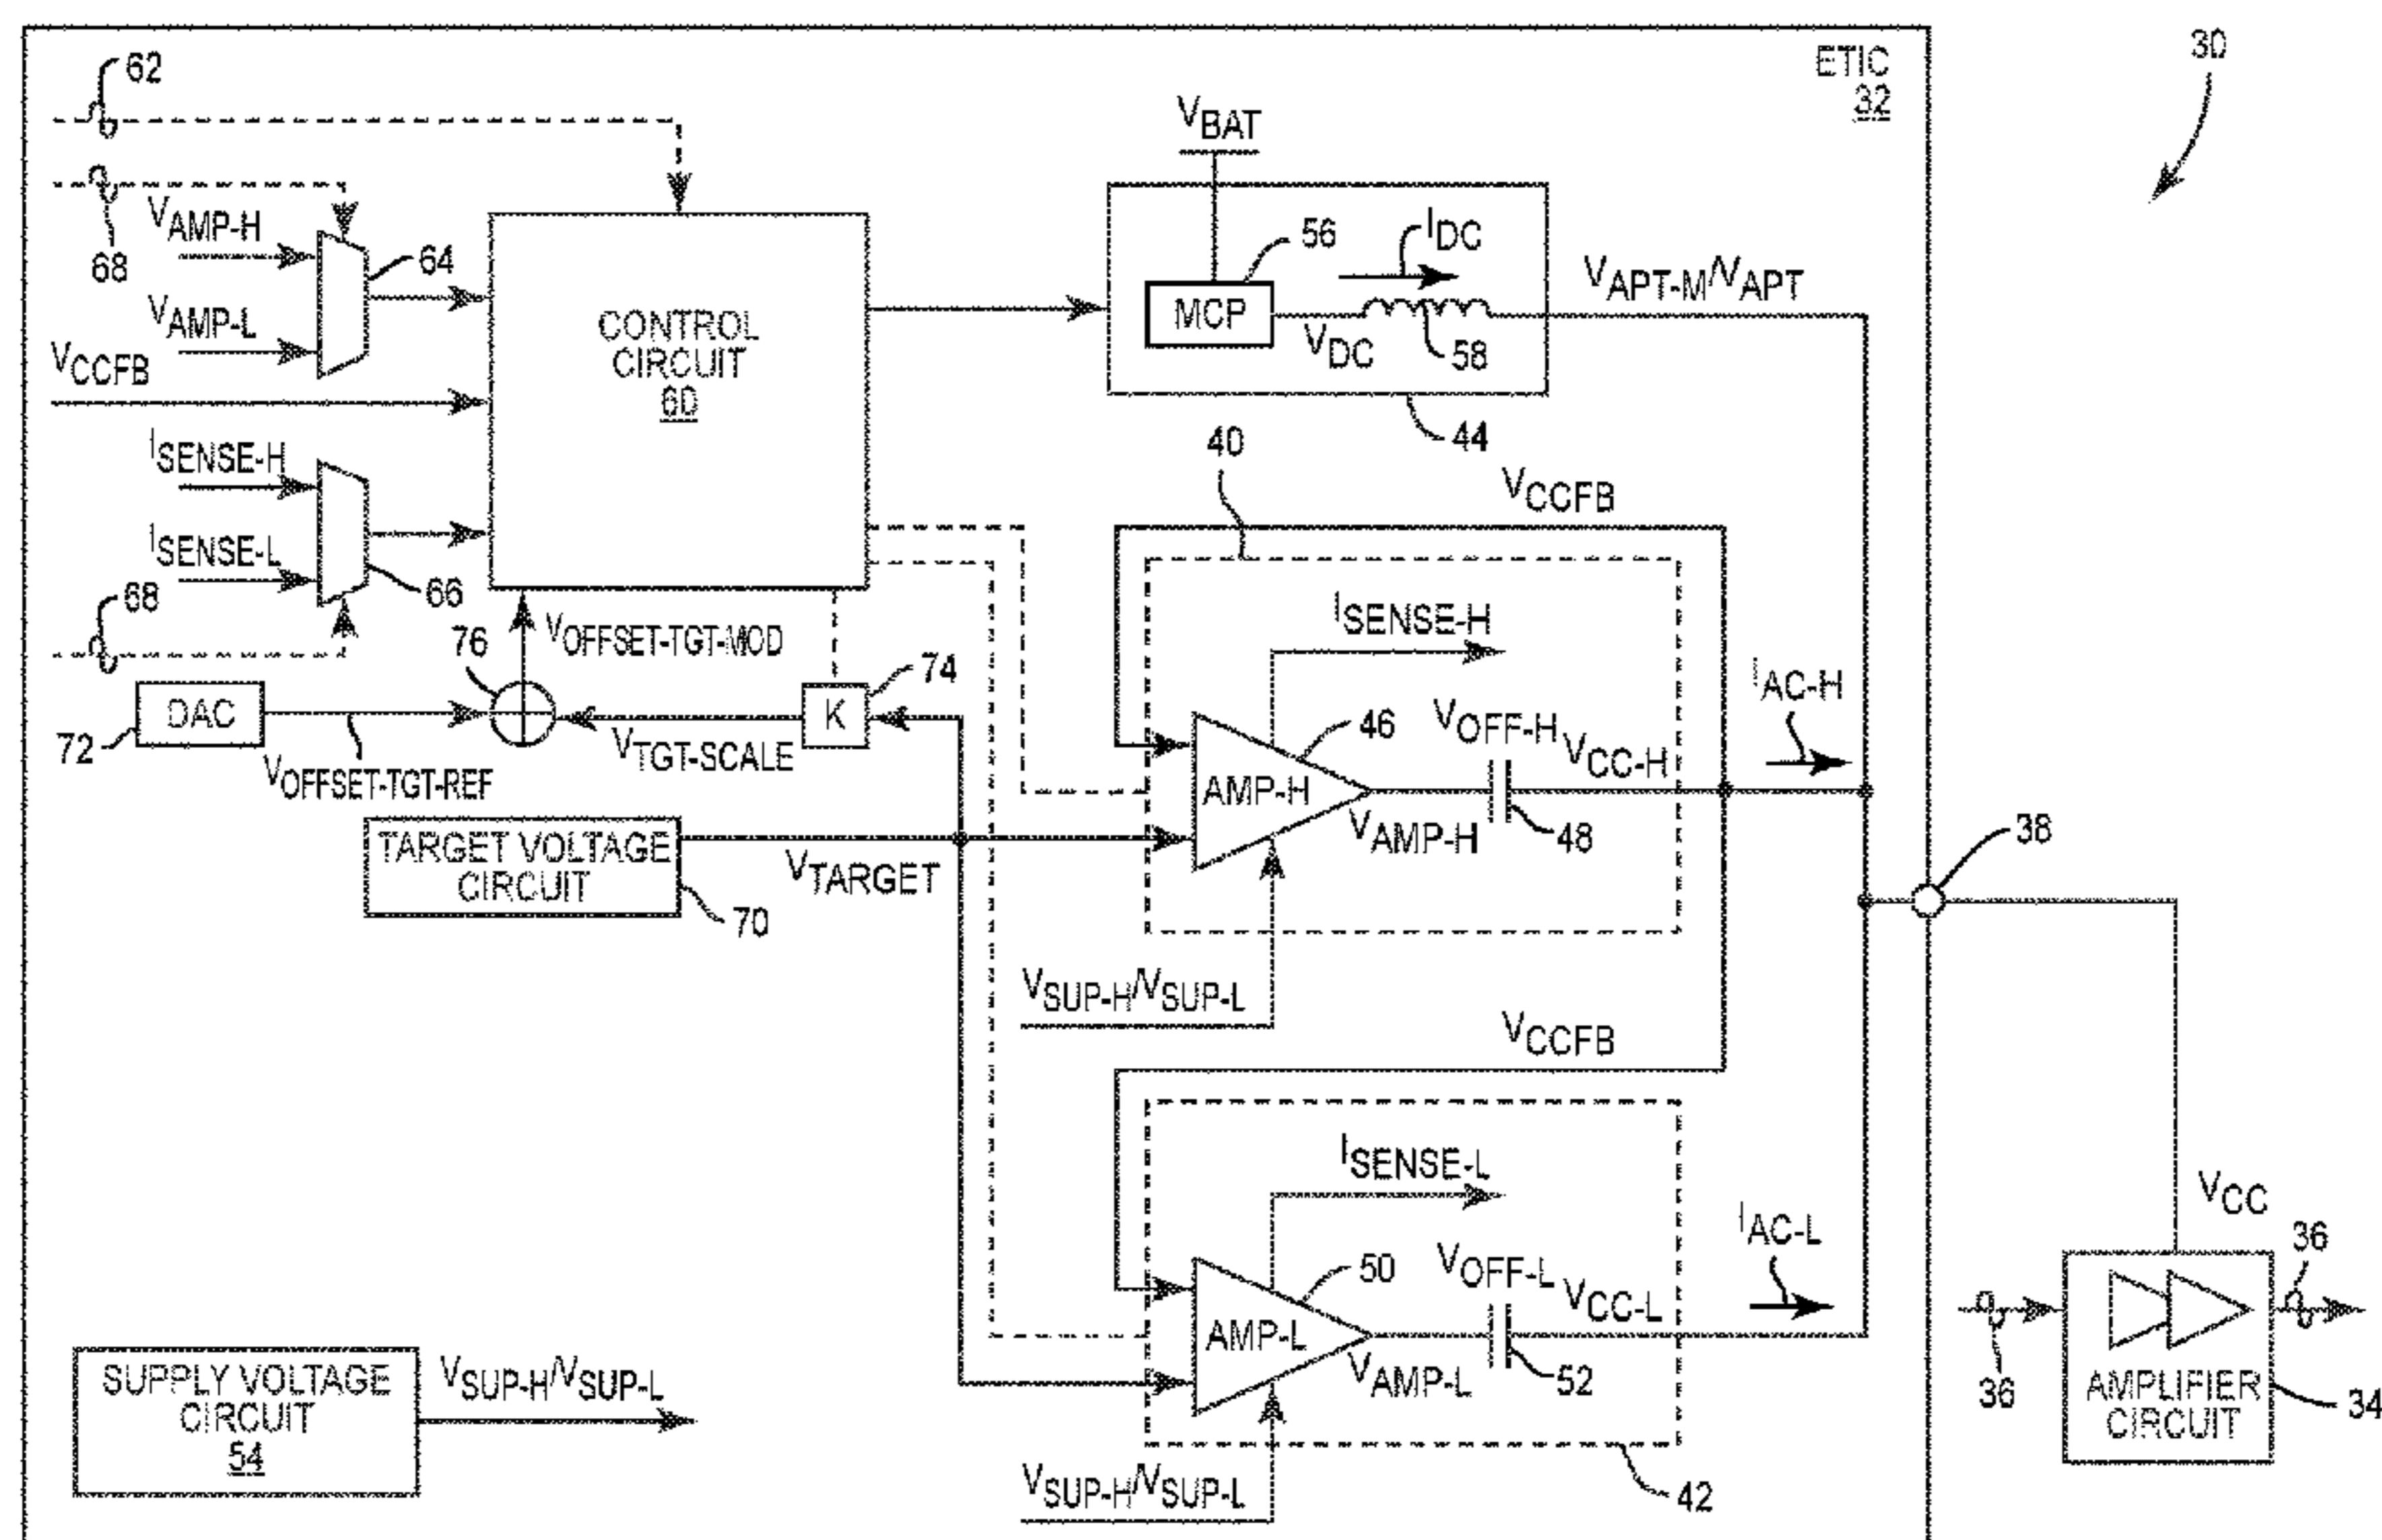 62
ETIC
32
30
VBAT
68
VAMP-H
64
VAMP-L
VCCFB
CONTROL
CIRCUIT
60
56
IDC
MCP
VDC
58
VAPT-M/VAPT
44
ISENSE-H
ISENSE-L
66
68
40
VCCFB
76
VOFFSET-TGT-MOD
74
DAC
72
K
VTGT-SCALE
VOFFSET-TGT-REF
ISENSE-H
46
VOFF-H
VCC-H
IAC-H
AMP-H
VAMP-H
48
TARGET VOLTAGE
CIRCUIT
70
VTARGET
38
VSUP-H/VSUP-L
VCCFB
ISENSE-L
50
VOFF-L
VCC-L
IAC-L
AMP-L
VAMP-L
52
VCC
36
36
AMPLIFIER
CIRCUIT
34
SUPPLY VOLTAGE
CIRCUIT
54
VSUP-H/VSUP-L
VSUP-H/VSUP-L
42